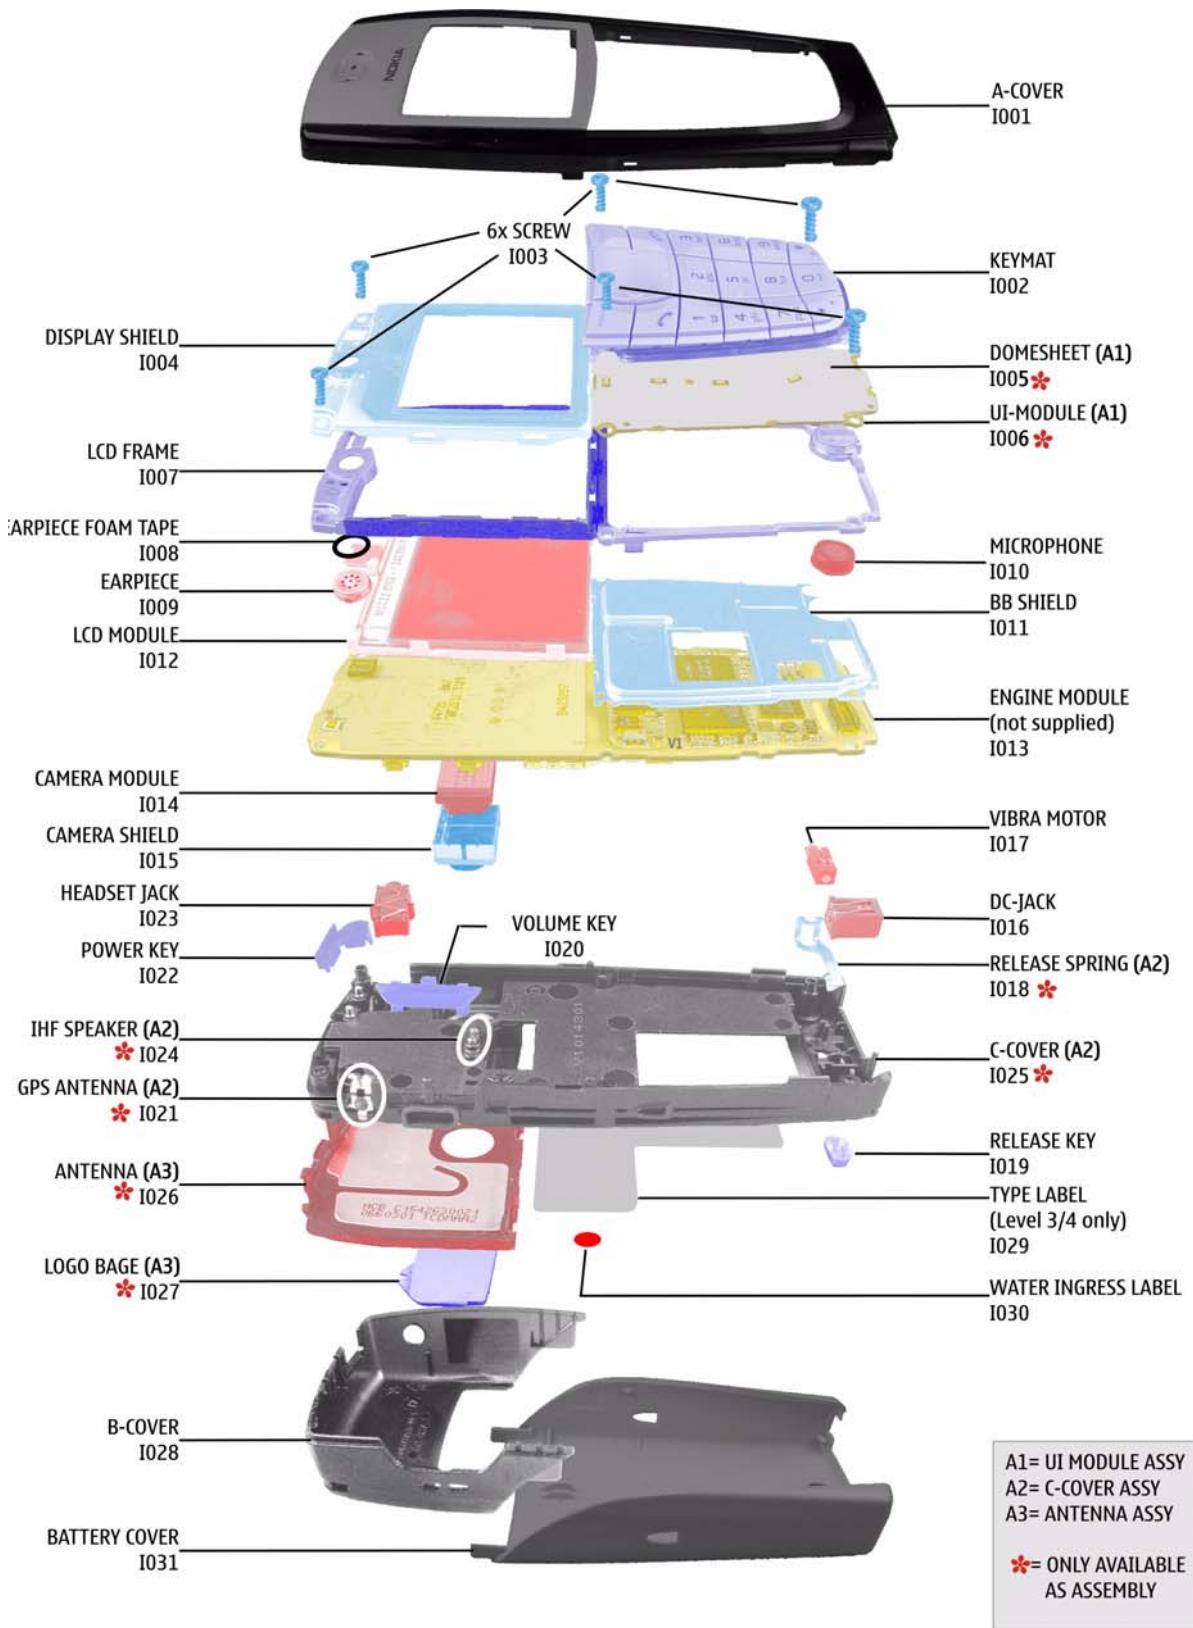 NOKIA
A-COVER
I001
6x SCREW
I003
KEYMAT
I002
DISPLAY SHIELD
I004
DOMESHEET (A1)
I005
UI-MODULE (A1)
I006
LCD FRAME
I007
EARPIECE FOAM TAPE
I008
MICROPHONE
I010
EARPIECE
I009
BB SHIELD
I011
LCD MODULE
I012
ENGINE MODULE
(not supplied)
I013
V1
CAMERA MODULE
I014
CAMERA SHIELD
I015
VIBRA MOTOR
I017
HEADSET JACK
I023
DC-JACK
I016
POWER KEY
I022
VOLUME KEY
I020
RELEASE SPRING (A2)
I018
IHF SPEAKER (A2)
I024
C-COVER (A2)
I025
GPS ANTENNA (A2)
I021
RELEASE KEY
I019
ANTENNA (A3)
I026
TYPE LABEL
(Level 3/4 only)
I029
LOGO BAGE (A3)
I027
WATER INGRESS LABEL
I030
B-COVER
I028
BATTERY COVER
I031
A1= UI MODULE ASSY
A2= C-COVER ASSY
A3= ANTENNA ASSY
= ONLY AVAILABLE
AS ASSEMBLY